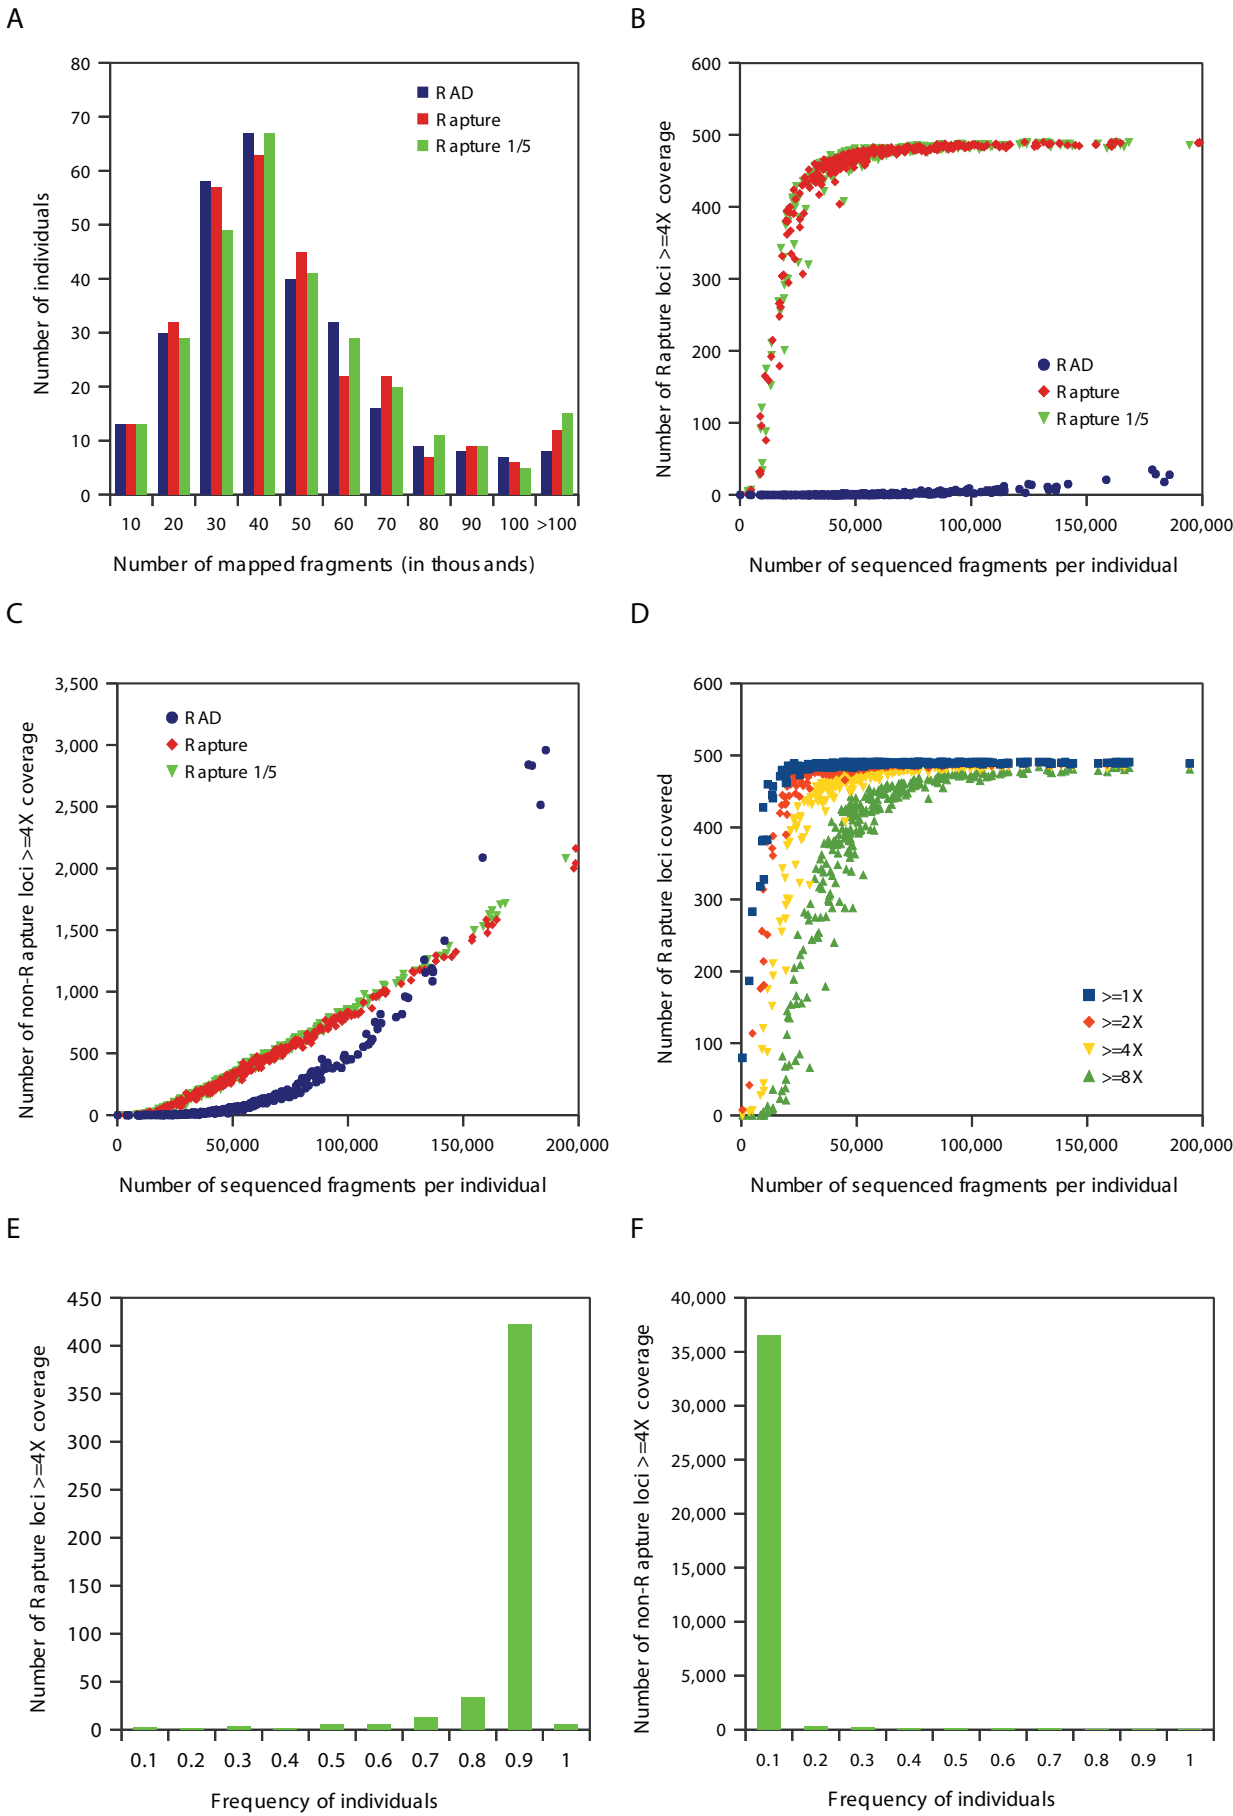 A
80
70
60
50
40
30
20
10
0
Number of individuals
RAD
Rapture
Rapture 1/5
10 20 30 40 50 60 70 80 90 100 >100
Number of mapped fragments (in thousands)
B
600
500
400
300
200
100
0
Number of Rapture loci >=4X coverage
RAD
Rapture
Rapture 1/5
0 50,000 100,000 150,000 200,000
Number of sequenced fragments per individual
C
3,500
3,000
2,500
2,000
1,500
1,000
500
0
Number of non-Rapture loci >=4X coverage
RAD
Rapture
Rapture 1/5
0 50,000 100,000 150,000 200,000
Number of sequenced fragments per individual
D
600
500
400
300
200
100
0
Number of Rapture loci covered
>=1X
>=2X
>=4X
>=8X
0 50,000 100,000 150,000 200,000
Number of sequenced fragments per individual
E
450
400
350
300
250
200
150
100
50
0
Number of Rapture loci >=4X coverage
0.1 0.2 0.3 0.4 0.5 0.6 0.7 0.8 0.9 1
Frequency of individuals
F
40,000
35,000
30,000
25,000
20,000
15,000
10,000
5,000
0
Number of non-Rapture loci >=4X coverage
0.1 0.2 0.3 0.4 0.5 0.6 0.7 0.8 0.9 1
Frequency of individuals